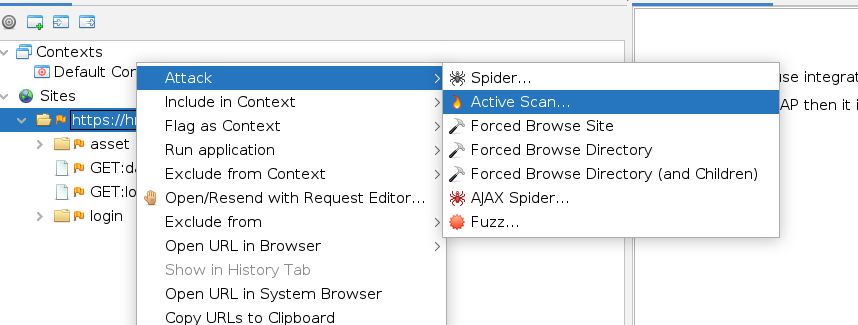 Contexts
Default Con
Sites
https://h
asset
GET:d
GET:lo
login
Attack
Include in Context
Flag as Context
Run application
Exclude from Context
Open/Resend with Request Editor...
Exclude from
Open URL in Browser
Show in History Tab
Open URL in System Browser
Copy URLs to Clipboard
Spider...
Active Scan...
Forced Browse Site
Forced Browse Directory
Forced Browse Directory (and Children)
AJAX Spider...
Fuzz...
use integrat
AP then it i